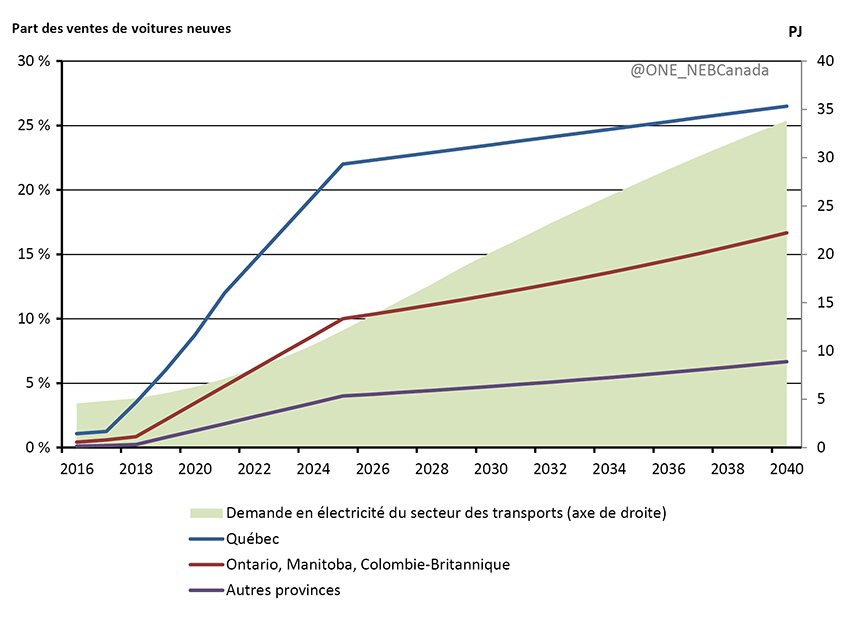 Part des ventes de voitures neuves
PJ
30 %
40
@ONE_NEBCanada
35
25 %
30
20 %
25
15 %
20
15
10 %
10
5 %
5
0 %
0
2016 2018 2020 2022 2024 2026 2028 2030 2032 2034 2036 2038 2040
Demande en électricité du secteur des transports (axe de droite)
Québec
Ontario, Manitoba, Colombie-Britannique
Autres provinces